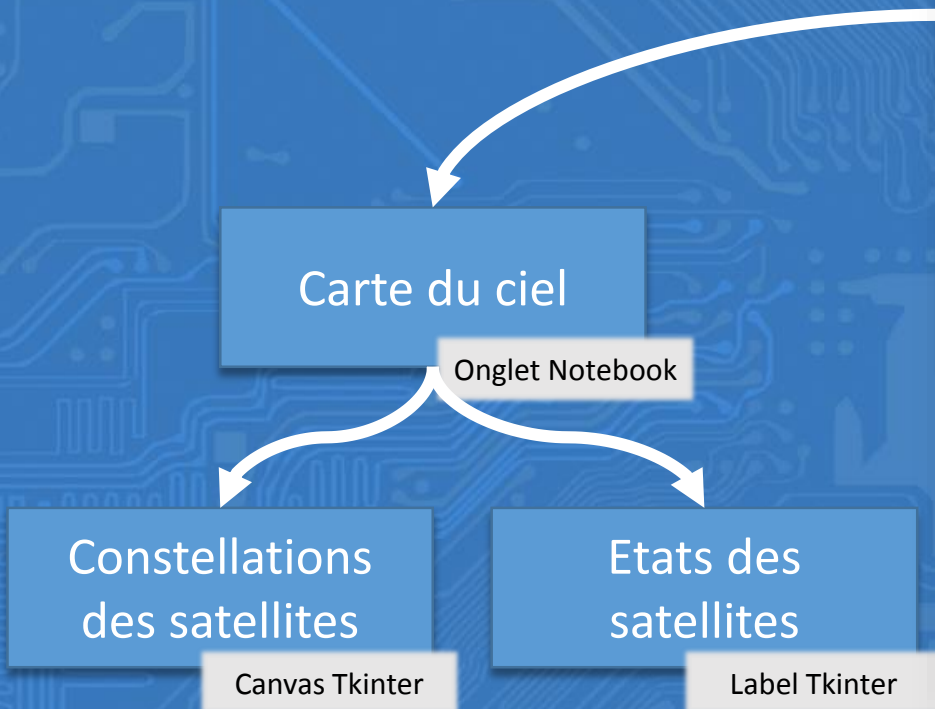 Carte du ciel
Onglet Notebook
Constellations
des satellites
Canvas Tkinter
Etats des
satellites
Label Tkinter